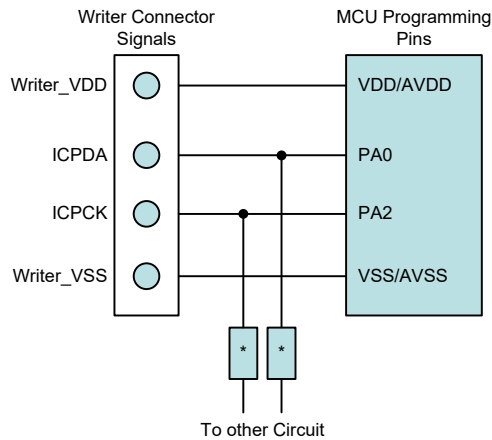 Writer Connector
Signals
MCU Programming
Pins
Writer_VDD
VDD/AVDD
ICPDA
PA0
ICPCK
PA2
Writer_VSS
VSS/AVSS
* *
To other Circuit